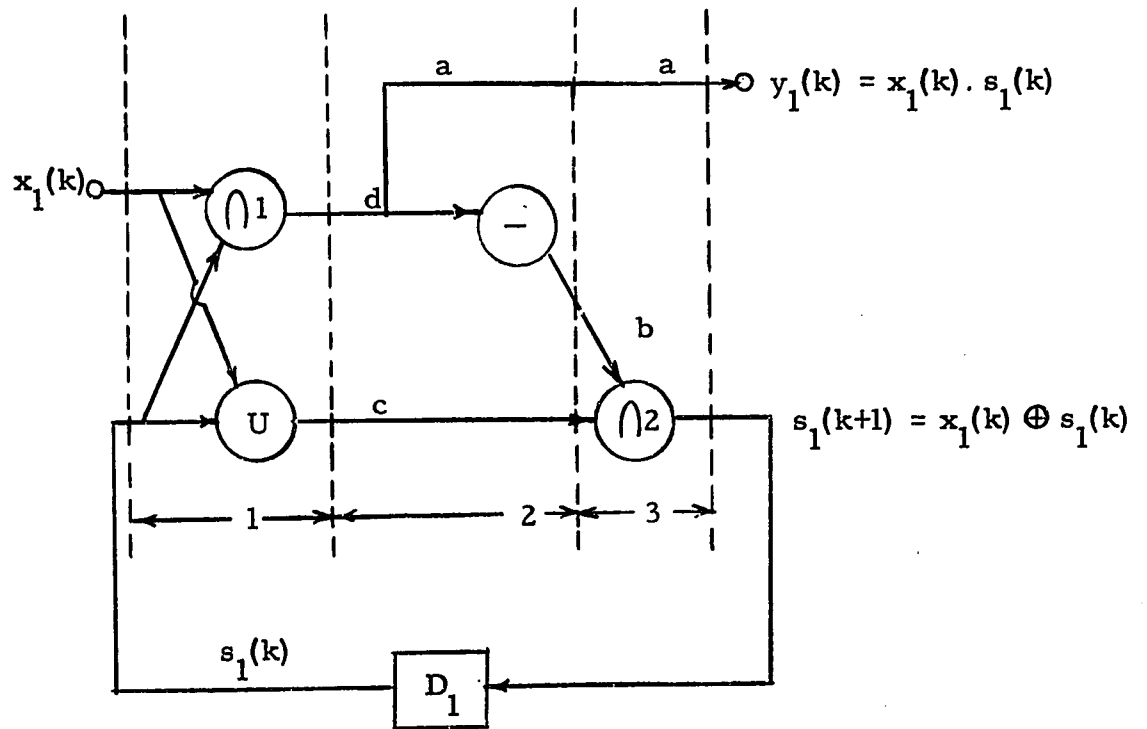 a a y₁(k) = x₁(k) . s₁(k)
x₁(k) ⋂1 d −
b
U c ⋂2 s₁(k+1) = x₁(k) ⊕ s₁(k)
1 2 3
s₁(k)
D₁